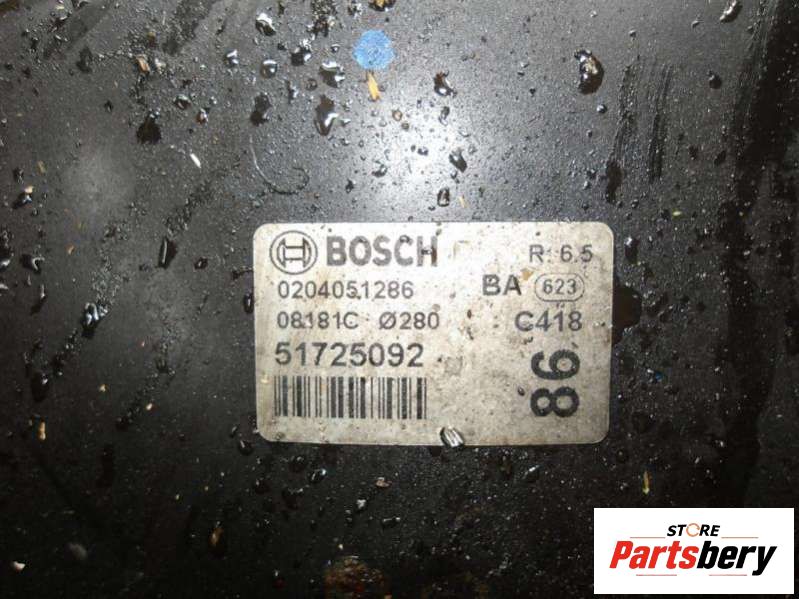 BOSCH
R: 6.5
0204051286
BA 623
08181C Ø280
C418
51725092
86
STORE
Partsbery